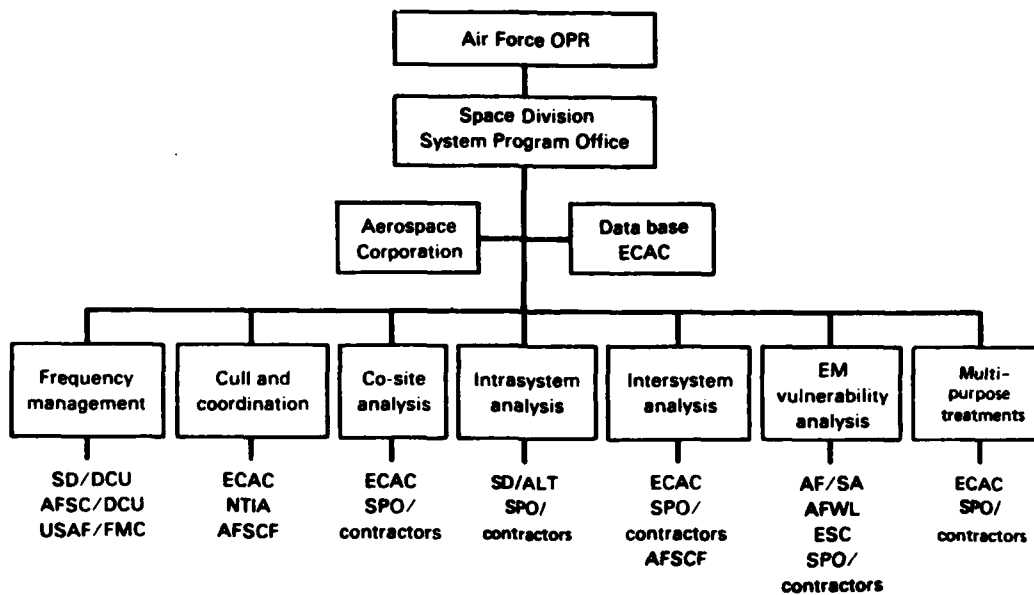 Air Force OPR
Space Division
System Program Office
Aerospace
Corporation
Data base
ECAC
Frequency
management
Cull and
coordination
Co-site
analysis
Intrasystem
analysis
Intersystem
analysis
EM
vulnerability
analysis
Multi-
purpose
treatments
SD/DCU
AFSC/DCU
USAF/FMC
ECAC
NTIA
AFSCF
ECAC
SPO/
contractors
SD/ALT
SPO/
contractors
ECAC
SPO/
contractors
AFSCF
AF/SA
AFWL
ESC
SPO/
contractors
ECAC
SPO/
contractors